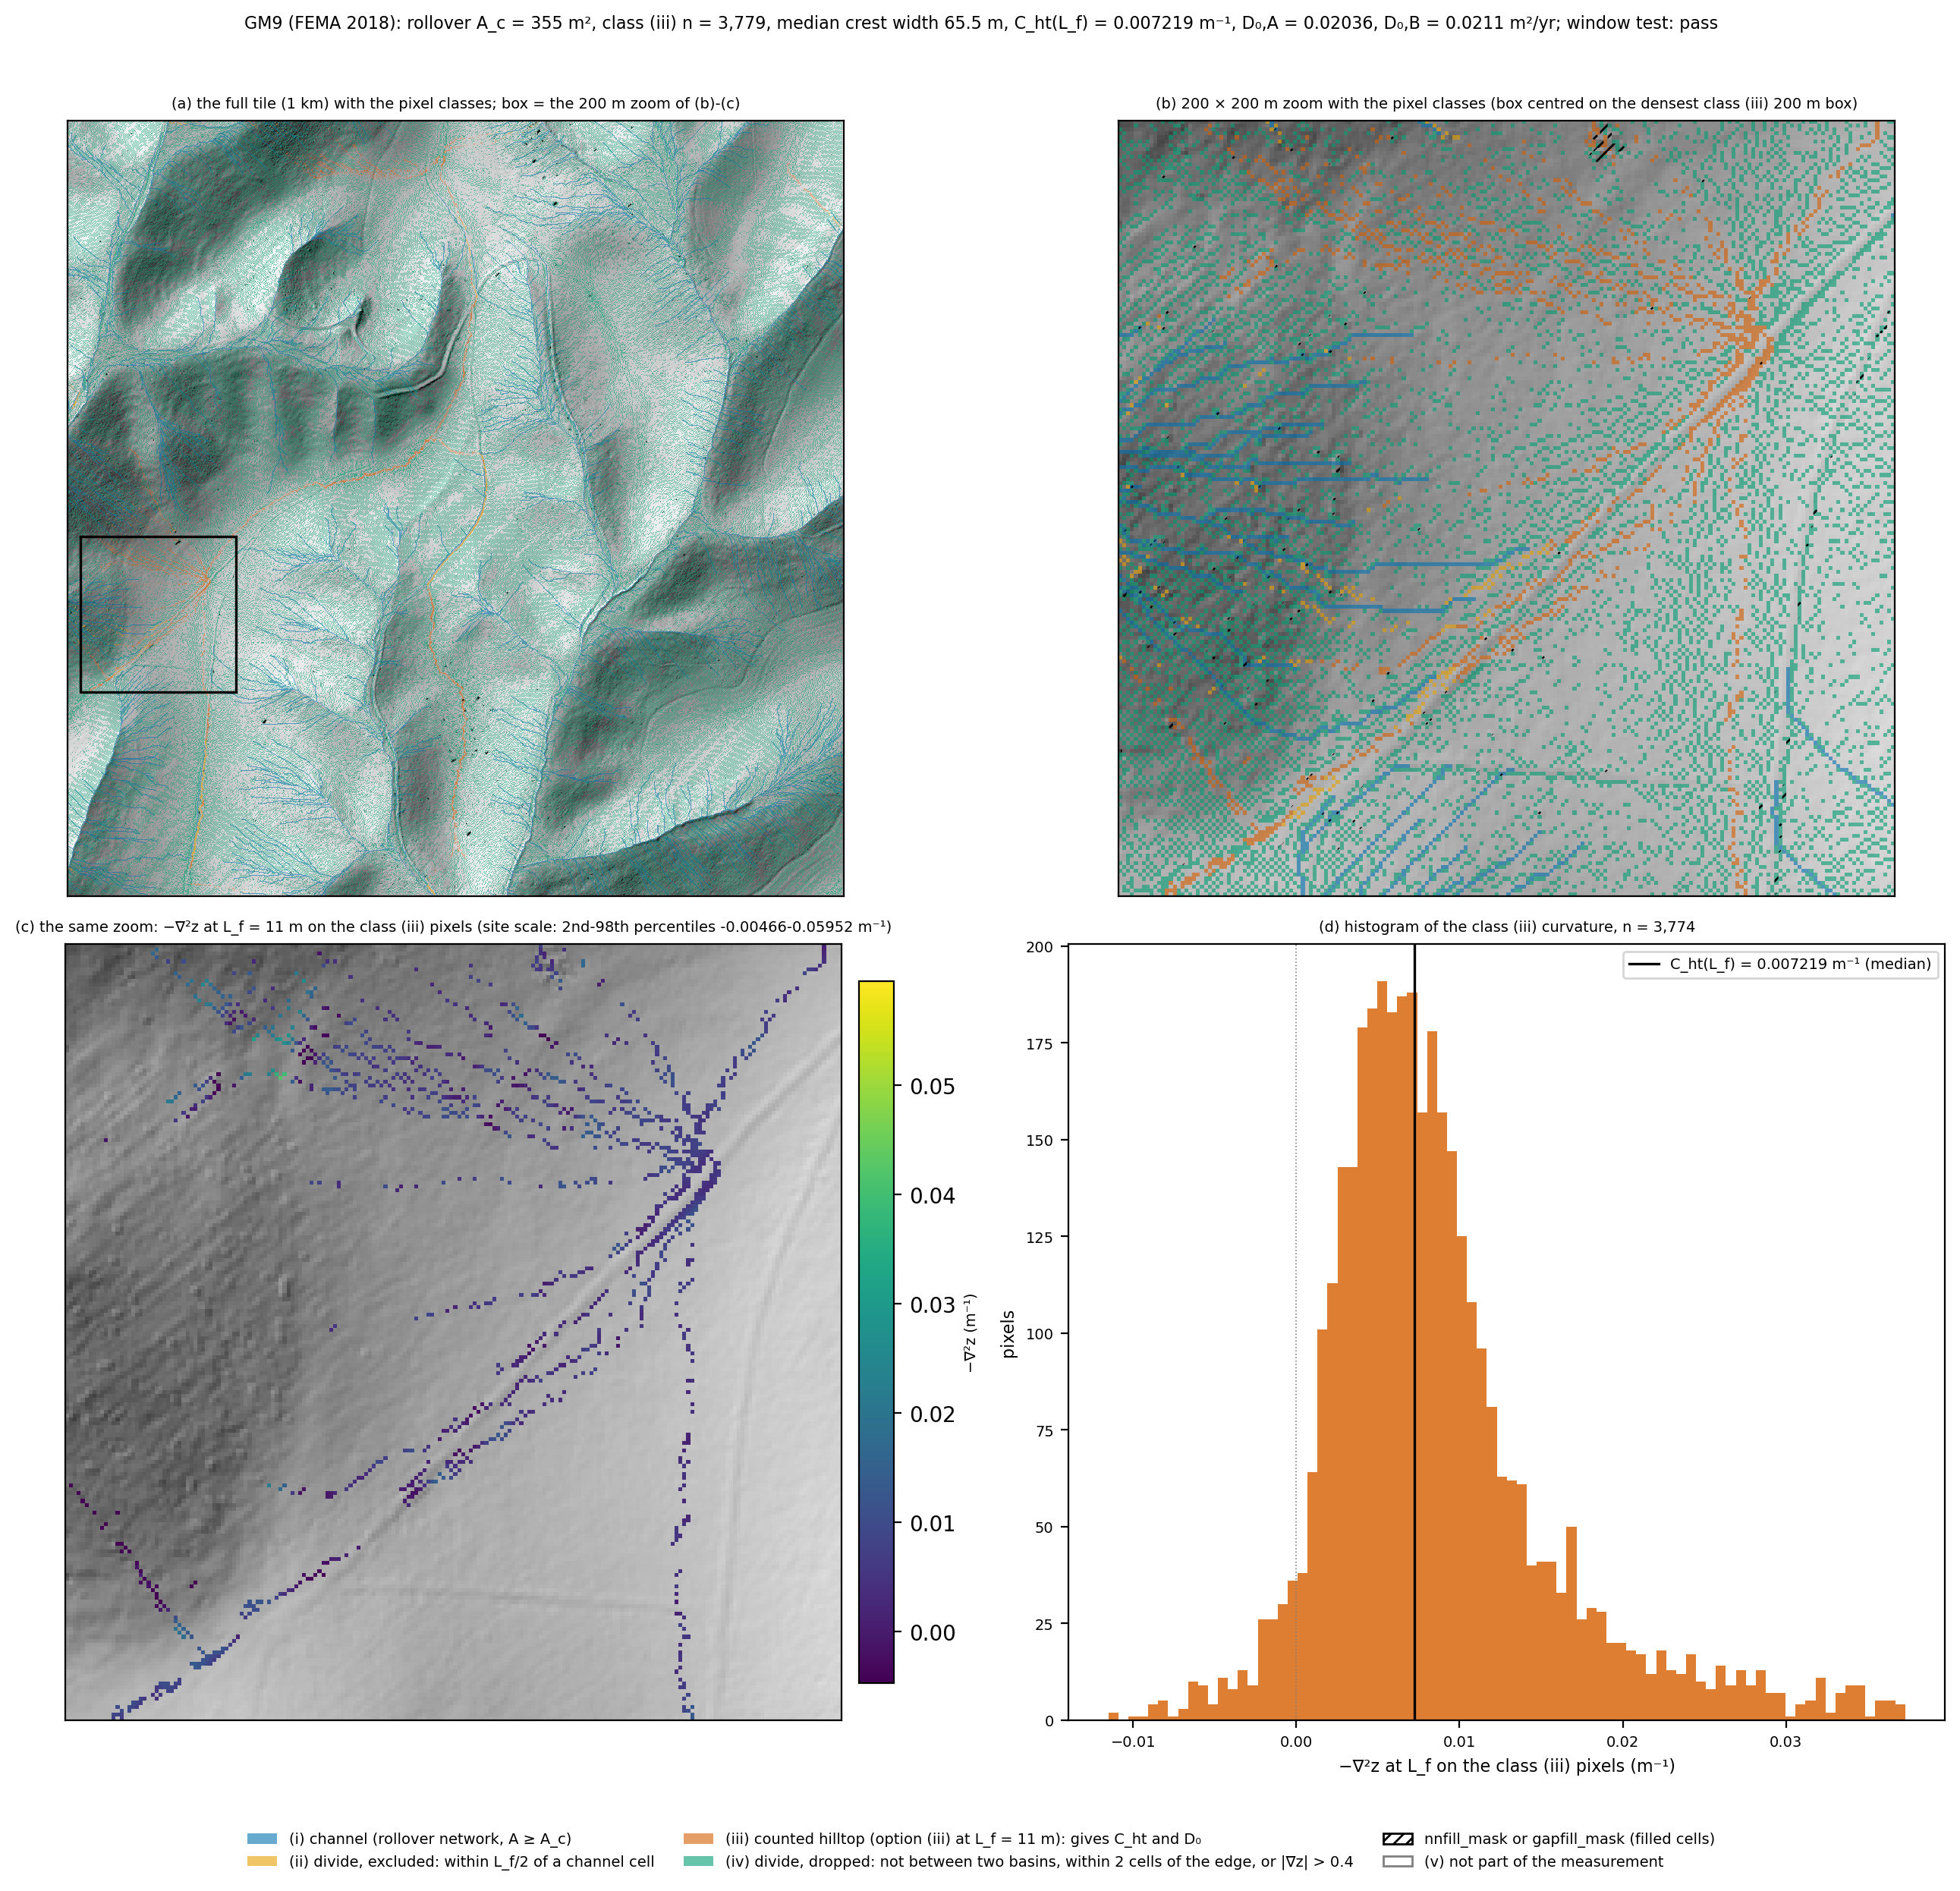 GM9 (FEMA 2018): rollover A_c = 355 m², class (iii) n = 3,779, median crest width 65.5 m, C_ht(L_f) = 0.007219 m⁻¹, D₀,A = 0.02036, D₀,B = 0.0211 m²/yr; window test: pass
(a) the full tile (1 km) with the pixel classes; box = the 200 m zoom of (b)-(c)
(b) 200 × 200 m zoom with the pixel classes (box centred on the densest class (iii) 200 m box)
(c) the same zoom: −∇²z at L_f = 11 m on the class (iii) pixels (site scale: 2nd-98th percentiles -0.00466-0.05952 m⁻¹)
0.05
0.04
0.03
0.02
0.01
0.00
−∇²z (m⁻¹)
(d) histogram of the class (iii) curvature, n = 3,774
C_ht(L_f) = 0.007219 m⁻¹ (median)
200
175
150
125
100
75
50
25
0
pixels
−0.01
0.00
0.01
0.02
0.03
−∇²z at L_f on the class (iii) pixels (m⁻¹)
(i) channel (rollover network, A ≥ A_c)
(ii) divide, excluded: within L_f/2 of a channel cell
(iii) counted hilltop (option (iii) at L_f = 11 m): gives C_ht and D₀
(iv) divide, dropped: not between two basins, within 2 cells of the edge, or |∇z| > 0.4
nnfill_mask or gapfill_mask (filled cells)
(v) not part of the measurement